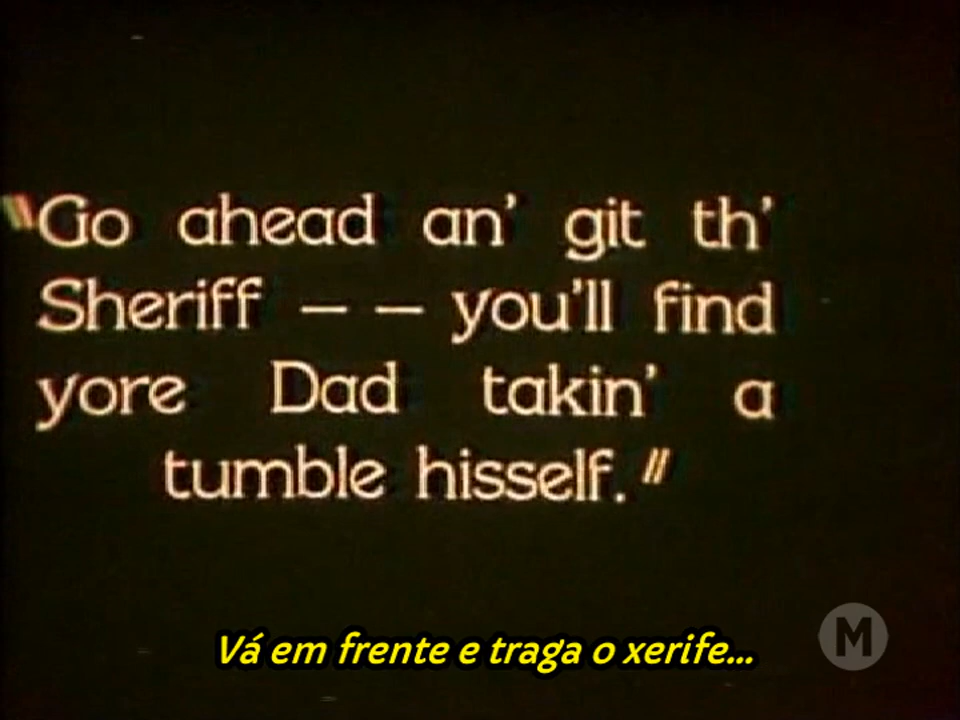 "Go ahead an' git th'
Sheriff – – you'll find
yore Dad takin' a
tumble hisself."
Vá em frente e traga o xerife...
M